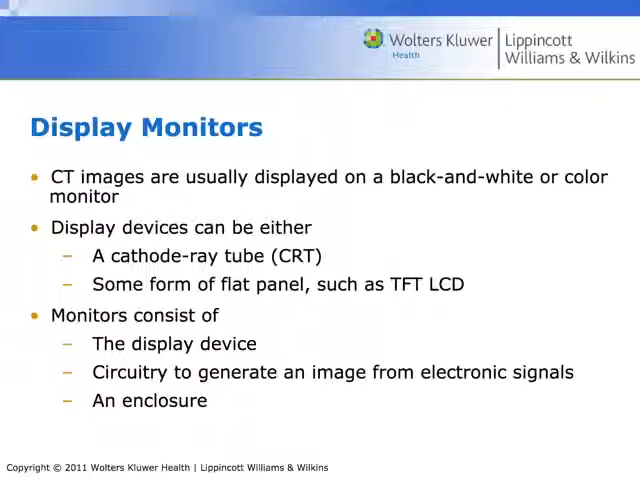 Wolters Kluwer
Health
Lippincott
Williams & Wilkins
Display Monitors
• CT images are usually displayed on a black-and-white or color
monitor
• Display devices can be either
– A cathode-ray tube (CRT)
– Some form of flat panel, such as TFT LCD
• Monitors consist of
– The display device
– Circuitry to generate an image from electronic signals
– An enclosure
Copyright © 2011 Wolters Kluwer Health | Lippincott Williams & Wilkins